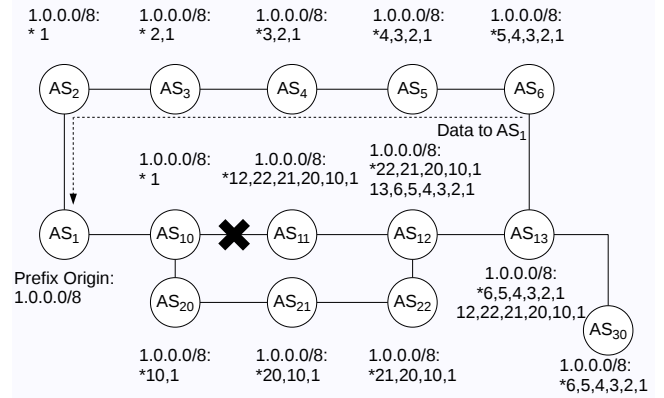 1.0.0.0/8:
* 1
1.0.0.0/8:
* 2,1
1.0.0.0/8:
*3,2,1
1.0.0.0/8:
*4,3,2,1
1.0.0.0/8:
*5,4,3,2,1
AS2
AS3
AS4
AS5
AS6
Data to AS1
1.0.0.0/8:
* 1
1.0.0.0/8:
*12,22,21,20,10,1
1.0.0.0/8:
*22,21,20,10,1
13,6,5,4,3,2,1
AS1
AS10
AS11
AS12
AS13
Prefix Origin:
1.0.0.0/8
1.0.0.0/8:
*6,5,4,3,2,1
12,22,21,20,10,1
AS20
AS21
AS22
AS30
1.0.0.0/8:
*10,1
1.0.0.0/8:
*20,10,1
1.0.0.0/8:
*21,20,10,1
1.0.0.0/8:
*6,5,4,3,2,1